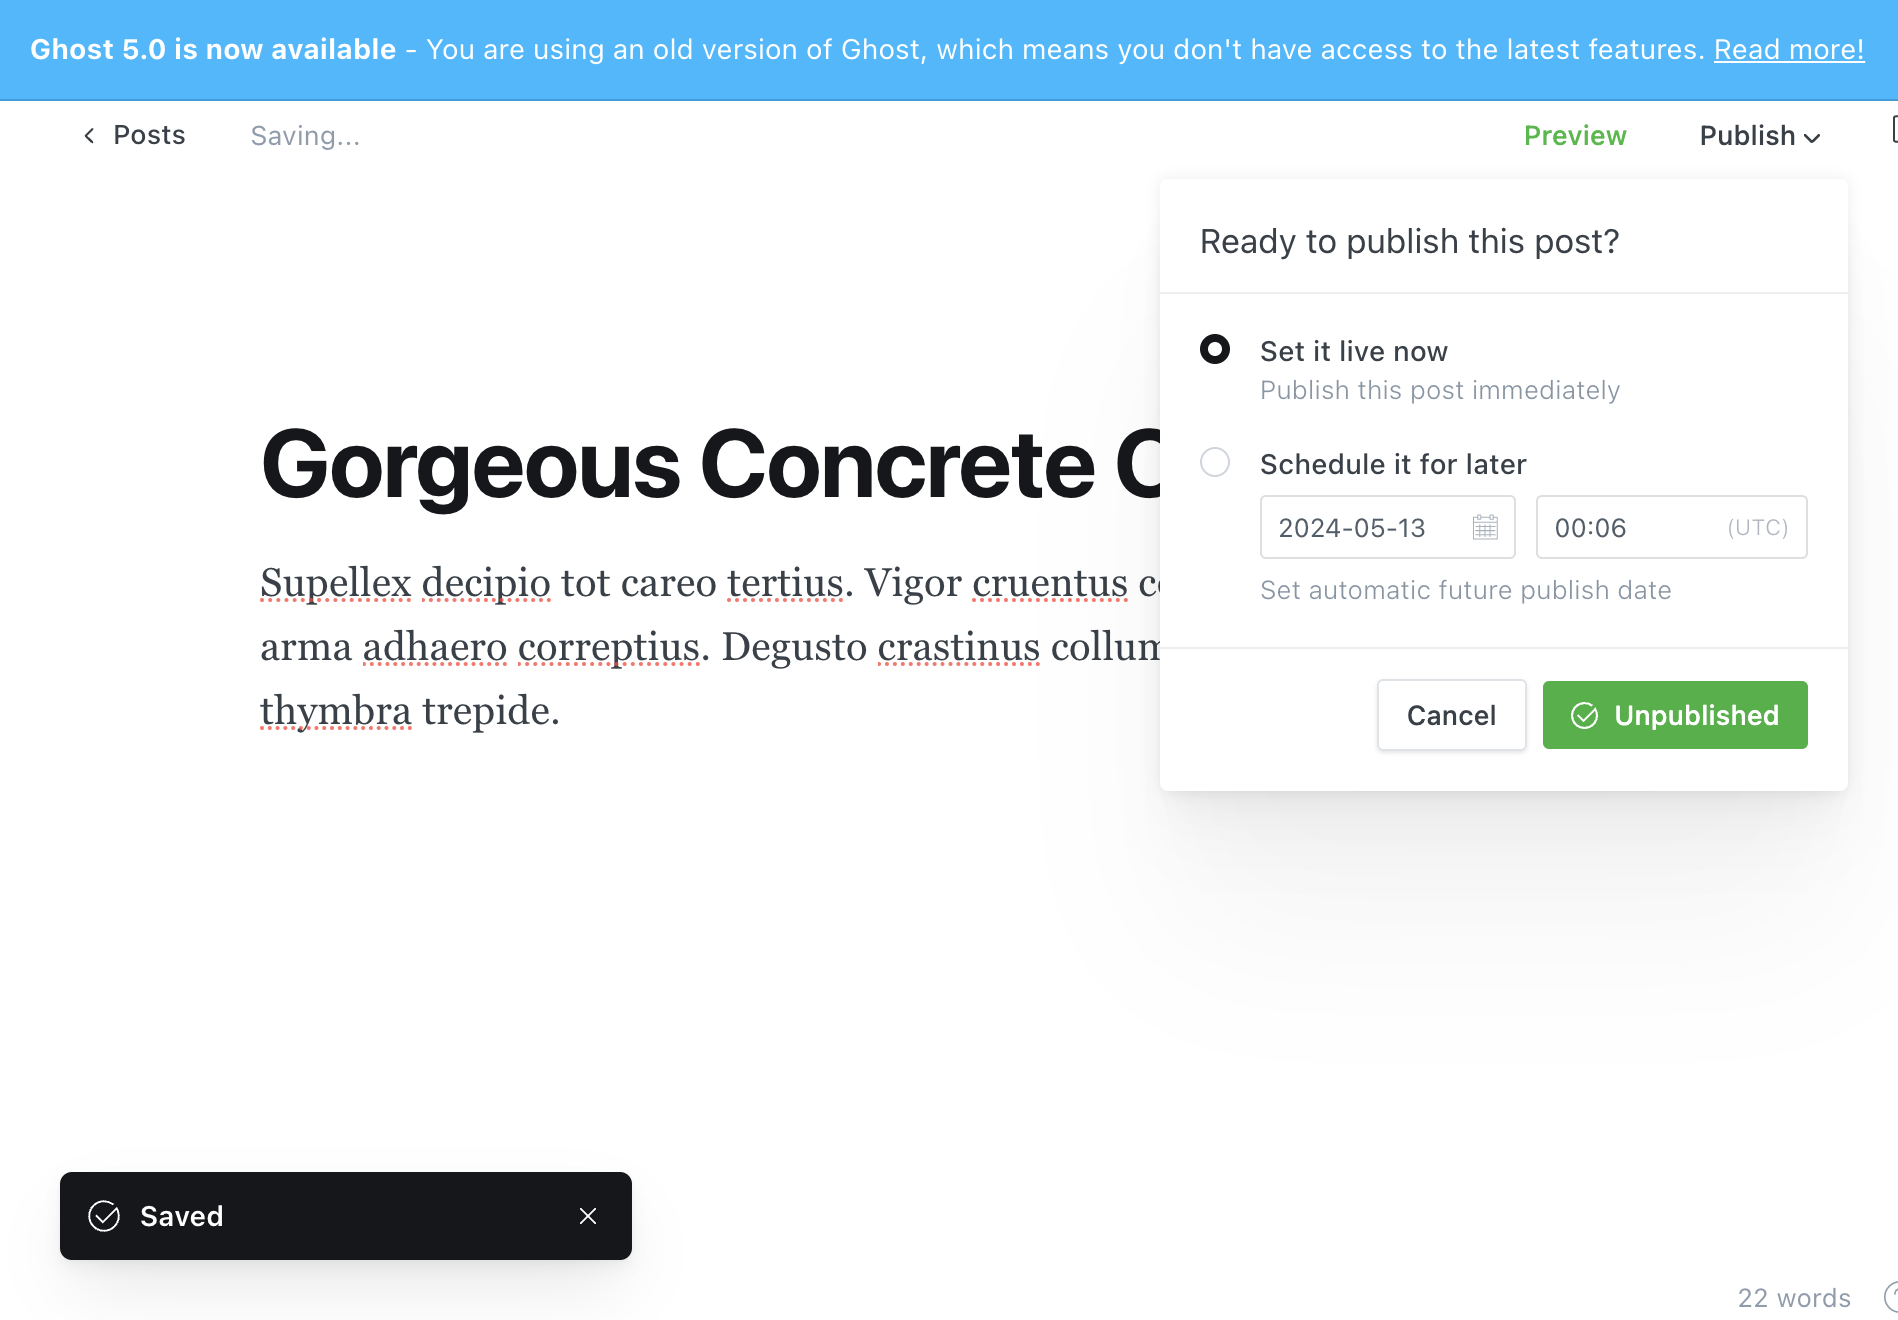 Ghost 5.0 is now available - You are using an old version of Ghost, which means you don't have access to the latest features. Read more!
Posts
Saving...
Preview
Publish
Ready to publish this post?
Set it live now
Publish this post immediately
Schedule it for later
2024-05-13
00:06
(UTC)
Set automatic future publish date
Cancel
Unpublished
Gorgeous Concrete
Supellex decipio tot careo tertius. Vigor cruentus
arma adhaero correptius. Degusto crastinus
thymbra trepide.
Saved
22 words